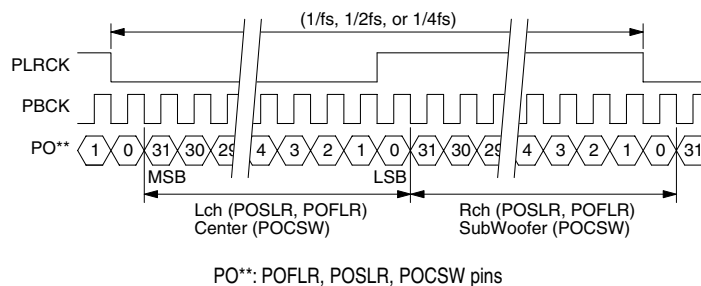 (1/fs, 1/2fs, or 1/4fs)
PLRCK
PBCK
PO** 1 0 31 30 29 4 3 2 1 0 31 30 29 4 3 2 1 0 31
MSB LSB
Lch (POSLR, POFLR) Rch (POSLR, POFLR)
Center (POCSW) SubWoofer (POCSW)
PO**: POFLR, POSLR, POCSW pins